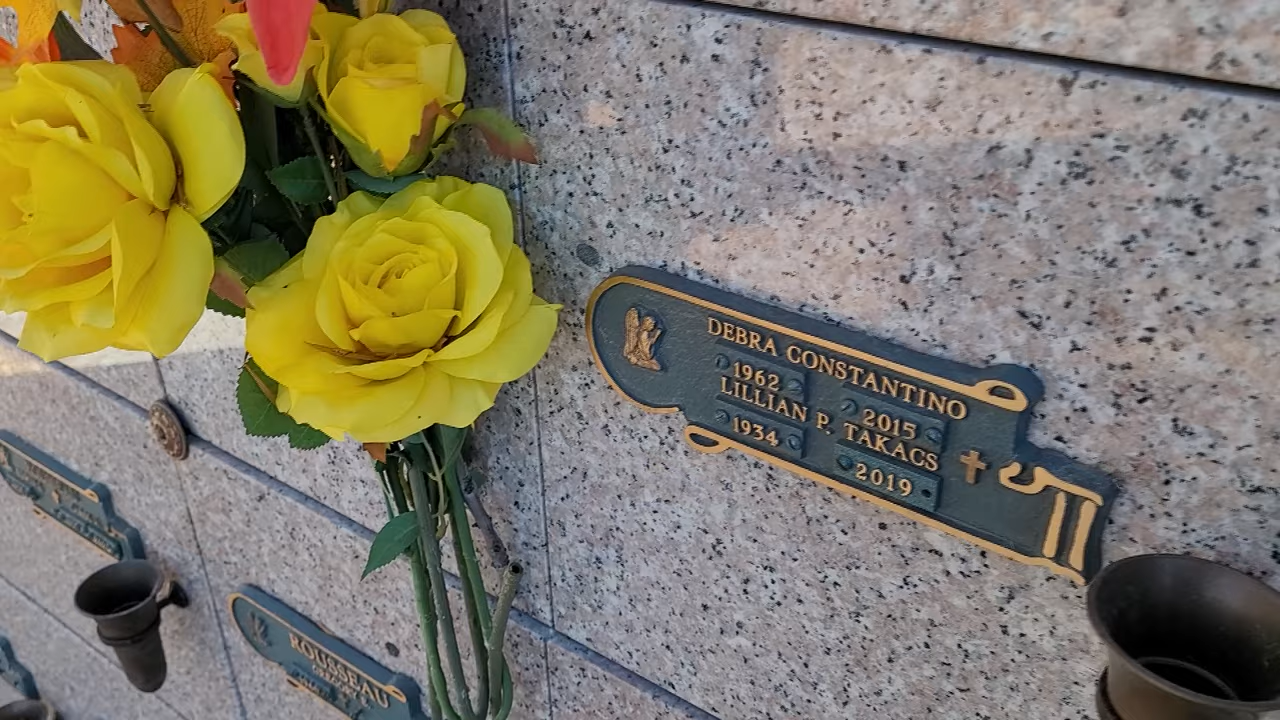 DEBRA CONSTANTINO
1962 2015
LILLIAN P. TAKACS
1934 2019
ROUSSEAU